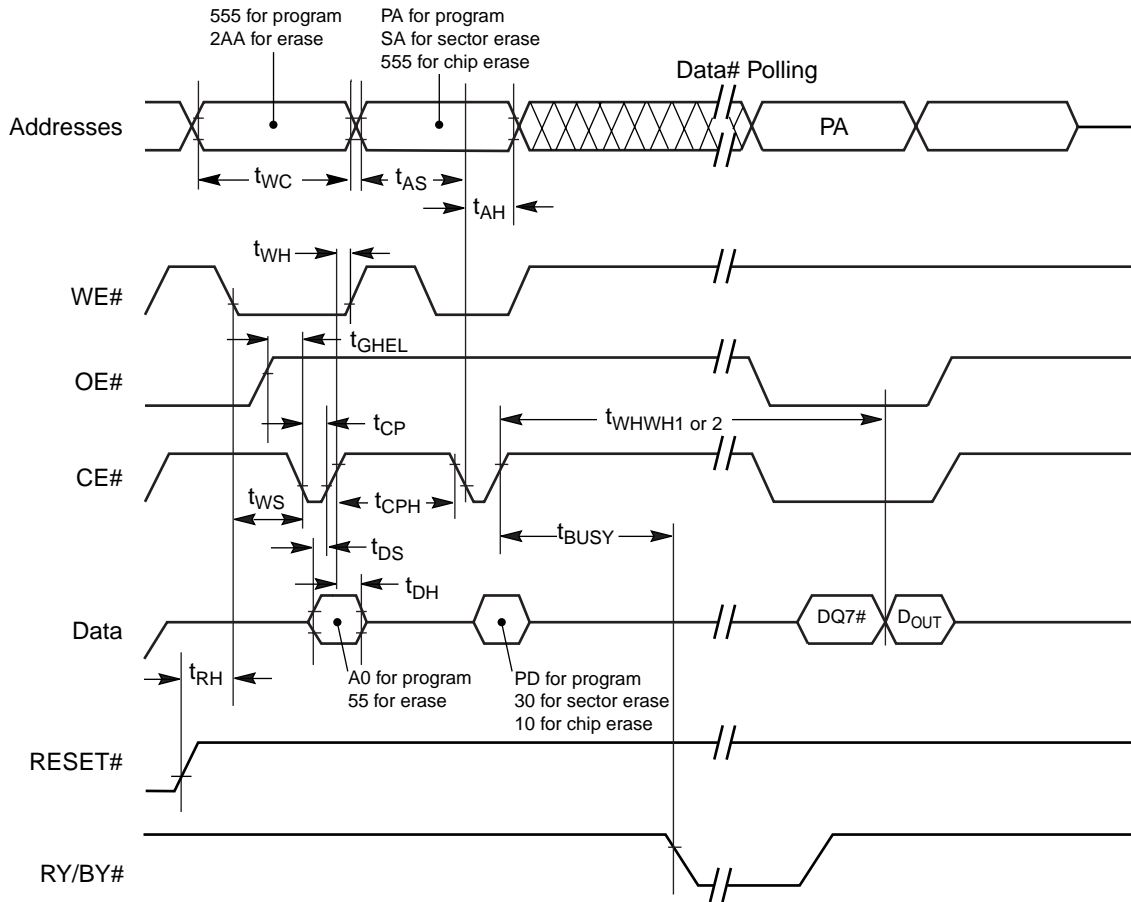 555 for program
2AA for erase
PA for program
SA for sector erase
555 for chip erase
Data# Polling
Addresses
PA
tWC
tAS
tAH
tWH
WE#
tGHEL
OE#
tWHWH1 or 2
tCP
CE#
tWS
tCPH
tBUSY
tDS
tDH
Data
DQ7#
DOUT
tRH
A0 for program
55 for erase
PD for program
30 for sector erase
10 for chip erase
RESET#
RY/BY#